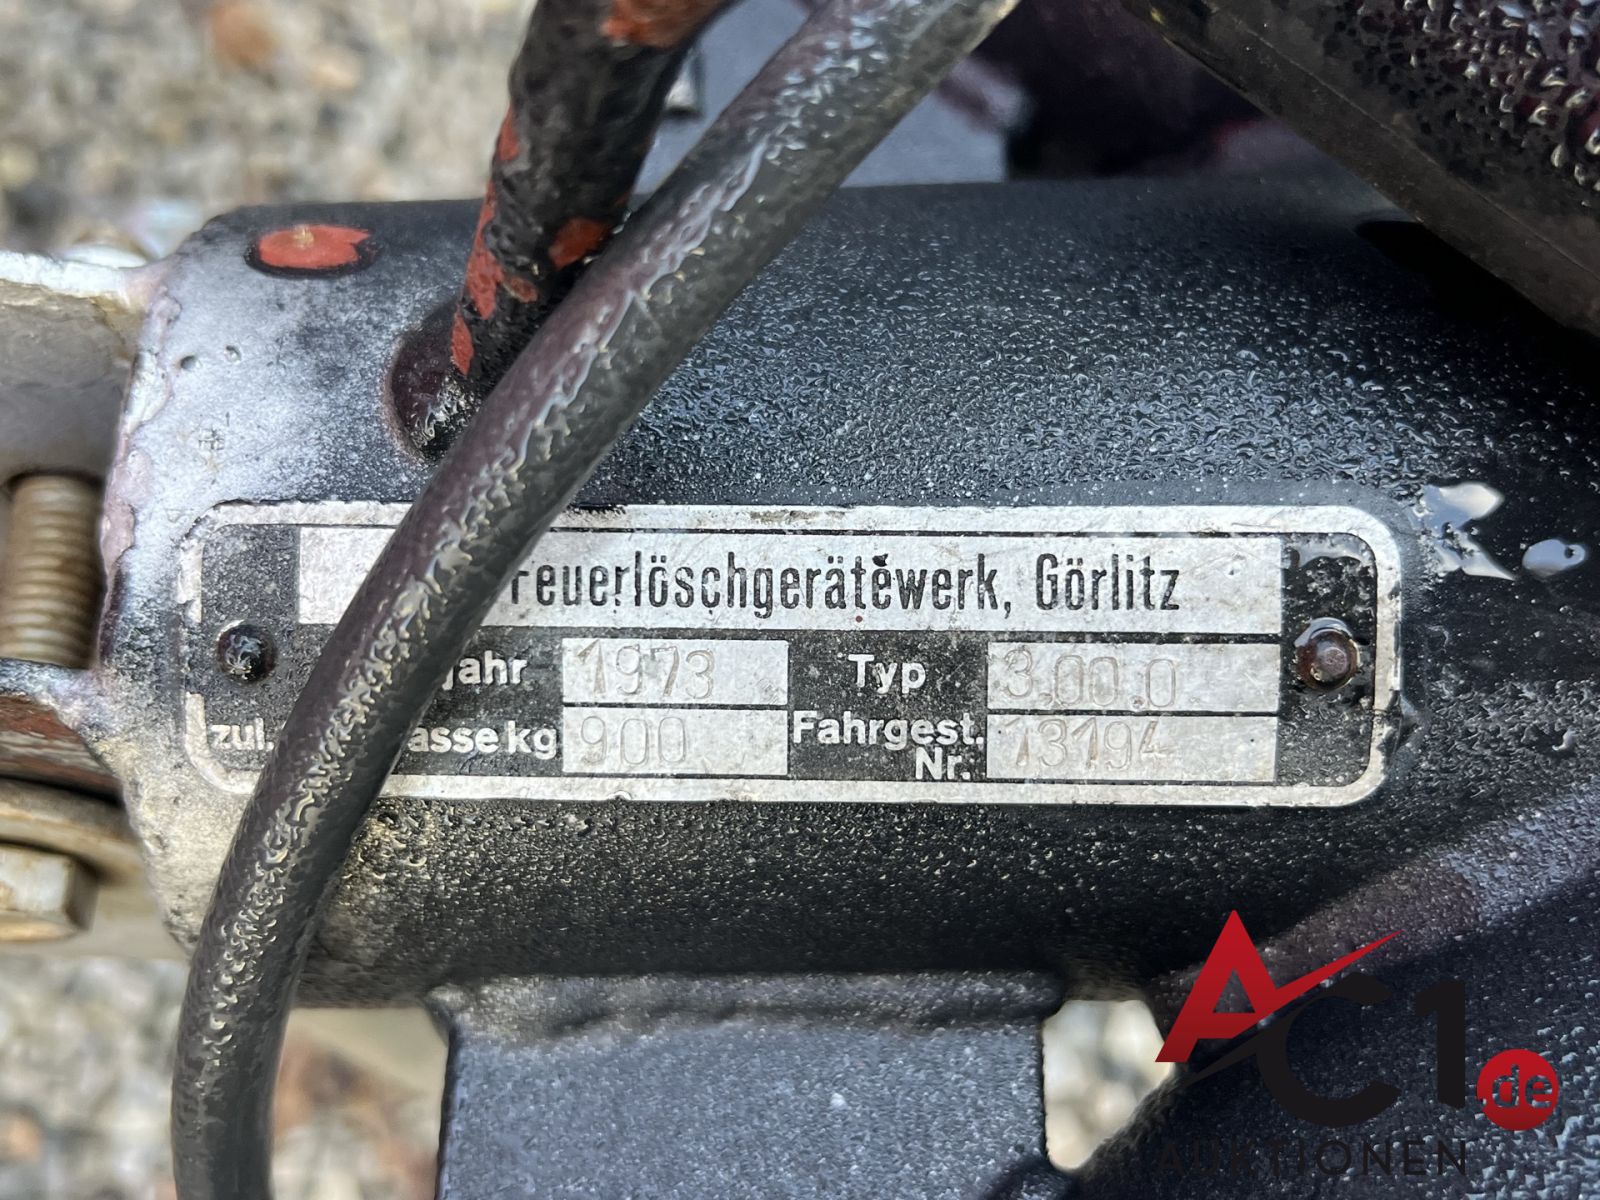 Feuerlöschgerätewerk, Görlitz
jahr 1973 Typ 3.00.0
zul. asse kg 900 Fahrgest. Nr. 13194
AC1.de
AUKTIONEN